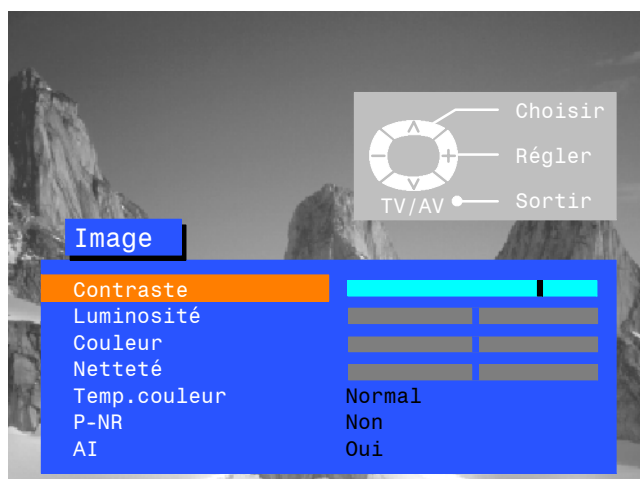 Choisir
Régler
TV/AV Sortir
Image
Contraste
Luminosité
Couleur
Netteté
Temp.couleur Normal
P-NR Non
AI Oui